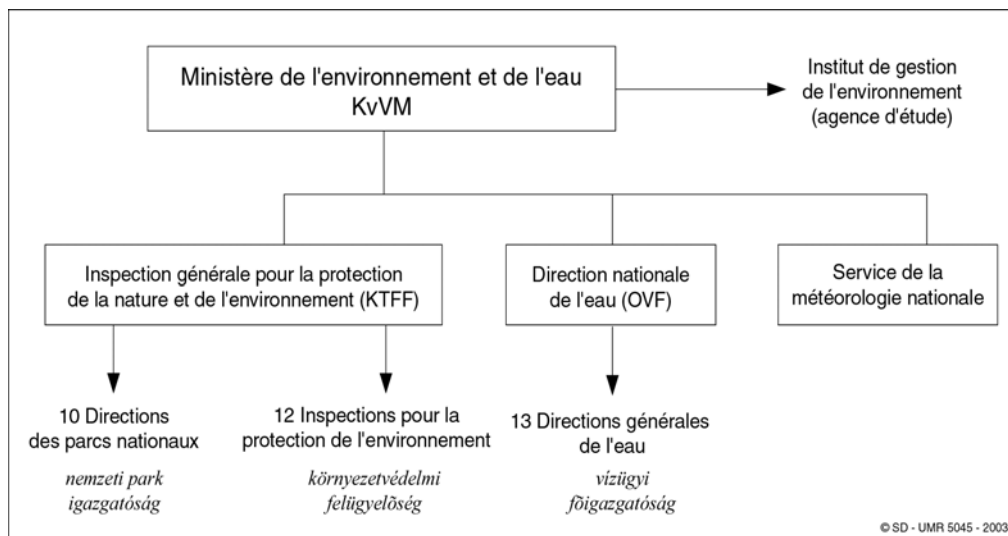 Ministère de l'environnement et de l'eau
KvVM
Institut de gestion
de l'environnement
(agence d'étude)
Inspection générale pour la protection
de la nature et de l'environnement (KTFF)
Direction nationale
de l'eau (OVF)
Service de la
météorologie nationale
10 Directions
des parcs nationaux
nemzeti park
igazgatóság
12 Inspections pour la
protection de l'environnement
környezetvédelmi
felügyelõség
13 Directions générales
de l'eau
vízügyi
fõigazgatóság
© SD - UMR 5045 - 2003